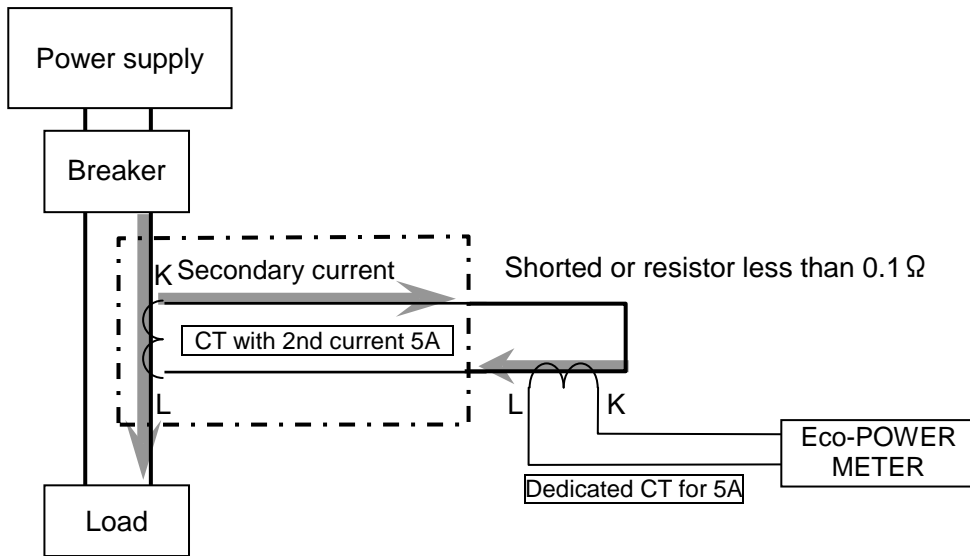 Power supply
Breaker
K
Secondary current
Shorted or resistor less than 0.1 Ω
CT with 2nd current 5A
L
L
K
Eco-POWER
METER
Dedicated CT for 5A
Load